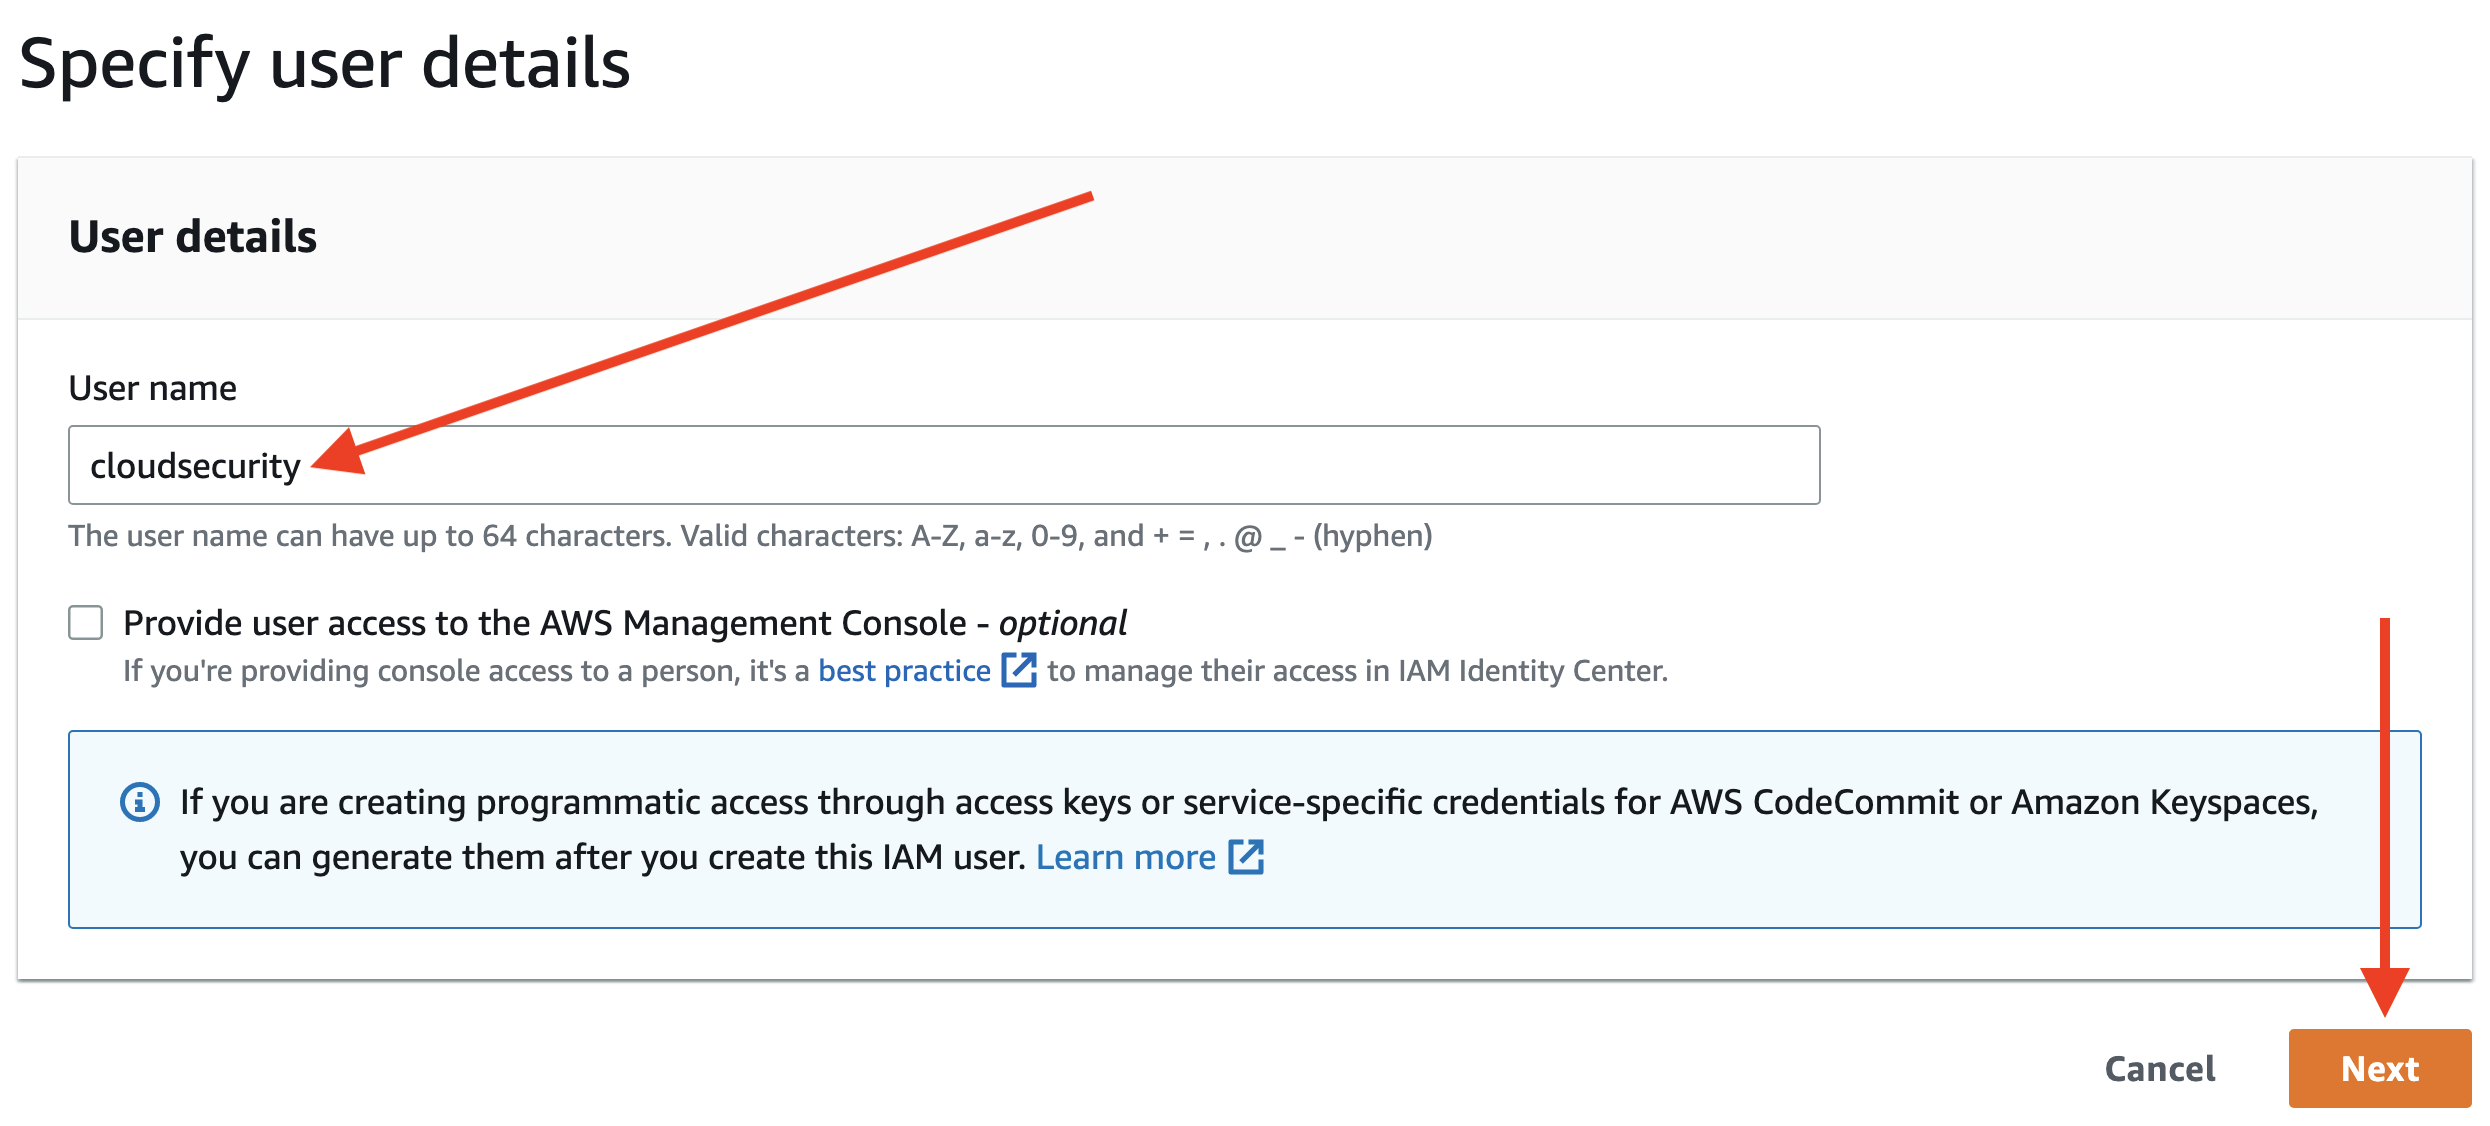 Specify user details
User details
User name
cloudsecurity
The user name can have up to 64 characters. Valid characters: A-Z, a-z, 0-9, and + = , . @ _ - (hyphen)
Provide user access to the AWS Management Console - optional
If you're providing console access to a person, it's a best practice to manage their access in IAM Identity Center.
If you are creating programmatic access through access keys or service-specific credentials for AWS CodeCommit or Amazon Keyspaces,
you can generate them after you create this IAM user. Learn more
Cancel
Next